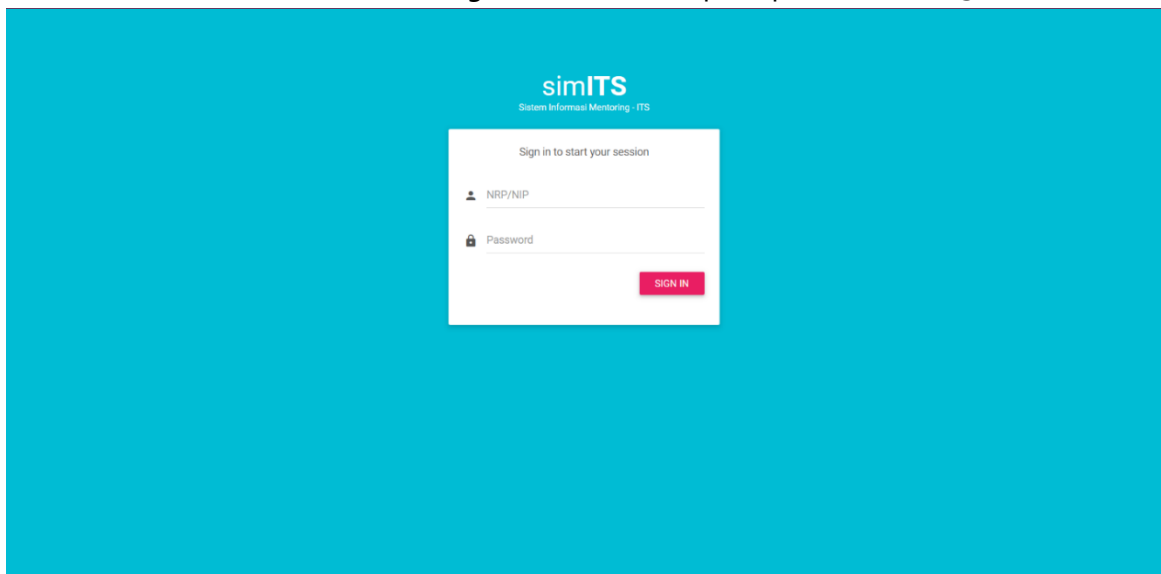 simITS
Sistem Informasi Mentoring - ITS
Sign in to start your session
NRP/NIP
Password
SIGN IN